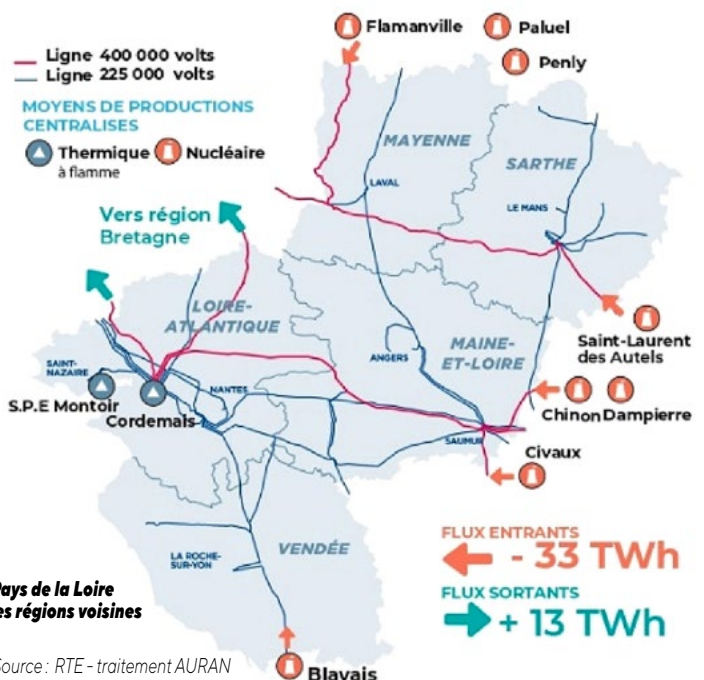 Flamanville
Paluel
Penly
Ligne 400 000 volts
Ligne 225 000 volts
MOYENS DE PRODUCTIONS
CENTRALISES
Thermique
à flamme
Nucléaire
MAYENNE
SARTHE
LAVAL
LE MANS
Vers région
Bretagne
LOIRE-
ATLANTIQUE
MAINE-
ET-LOIRE
ANGERS
Saint-Laurent
des Autels
SAINT-
NAZAIRE
S.P.E Montoir
Cordemais
NANTES
Chinon
Dampierre
SAUMUR
Civaux
FLUX ENTRANTS
- 33 TWh
FLUX SORTANTS
+ 13 TWh
VENDÉE
LA ROCHE-
SUR-YON
Pays de la Loire
es régions voisines
Source : RTE - traitement AURAN
Blavais